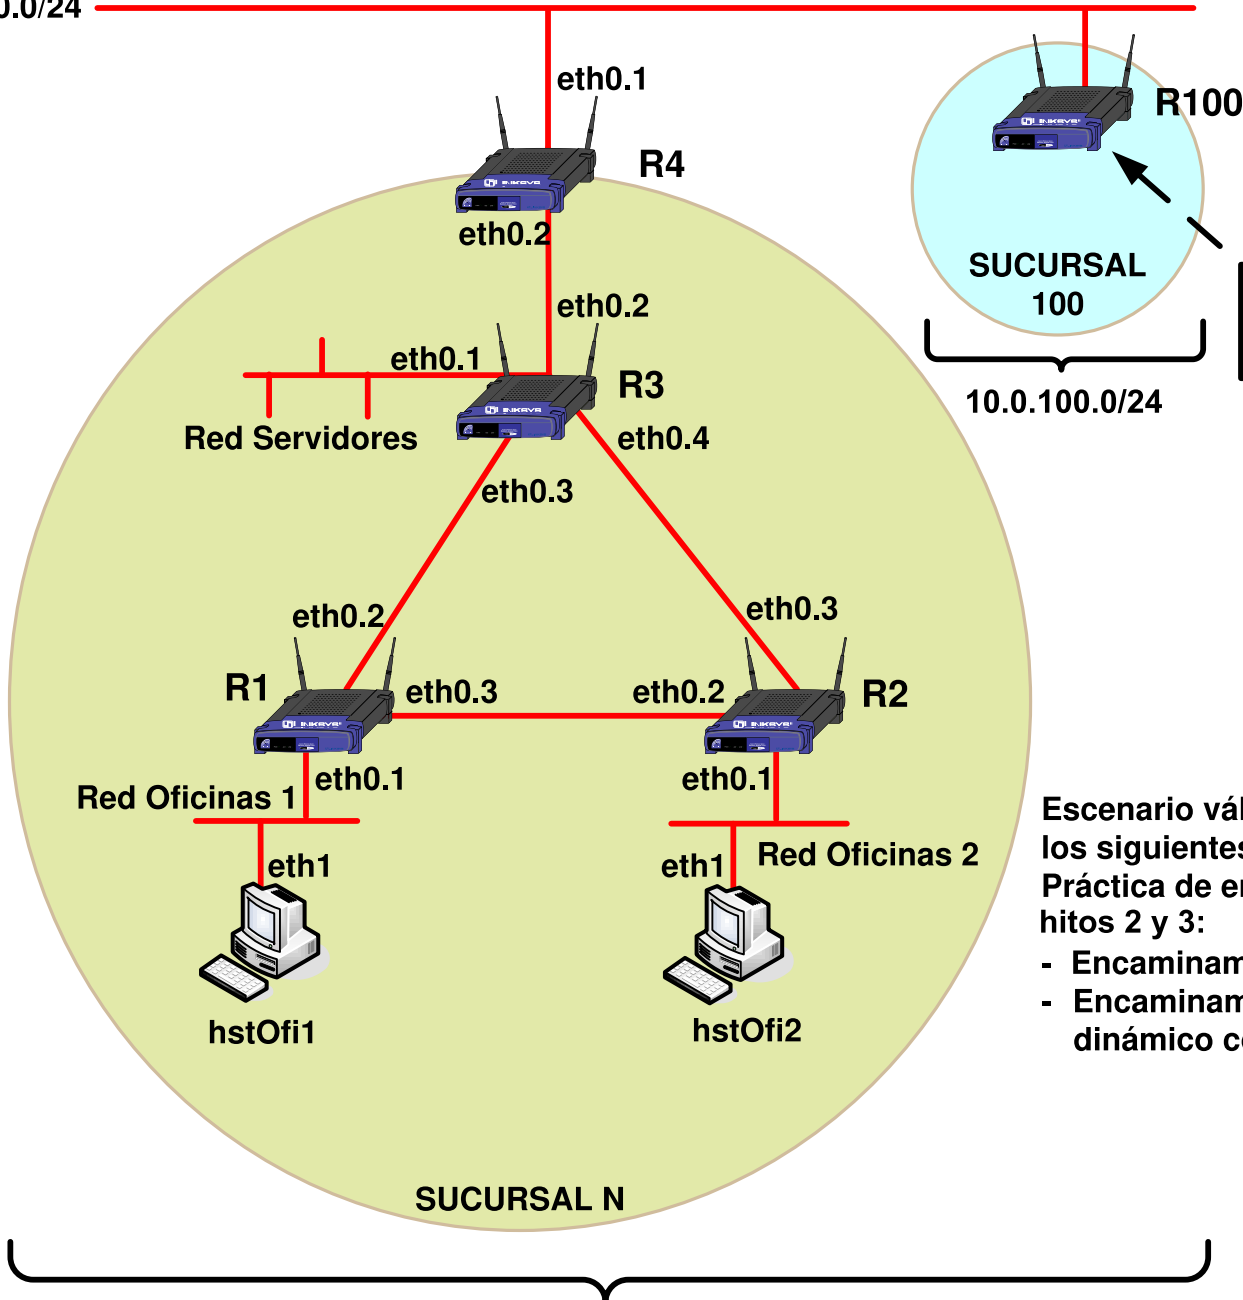 0.0/24
eth0.1
R4
R100
eth0.2
SUCURSAL
100
10.0.100.0/24
eth0.2
eth0.1
R3
Red Servidores
eth0.4
eth0.3
eth0.2
eth0.3
R1
eth0.3
eth0.2
R2
eth0.1
eth0.1
Red Oficinas 1
Red Oficinas 2
eth1
eth1
hstOfi1
hstOfi2
Escenario vál
los siguientes
Práctica de en
hitos 2 y 3:
- Encaminam
- Encaminam
dinámico co
SUCURSAL N